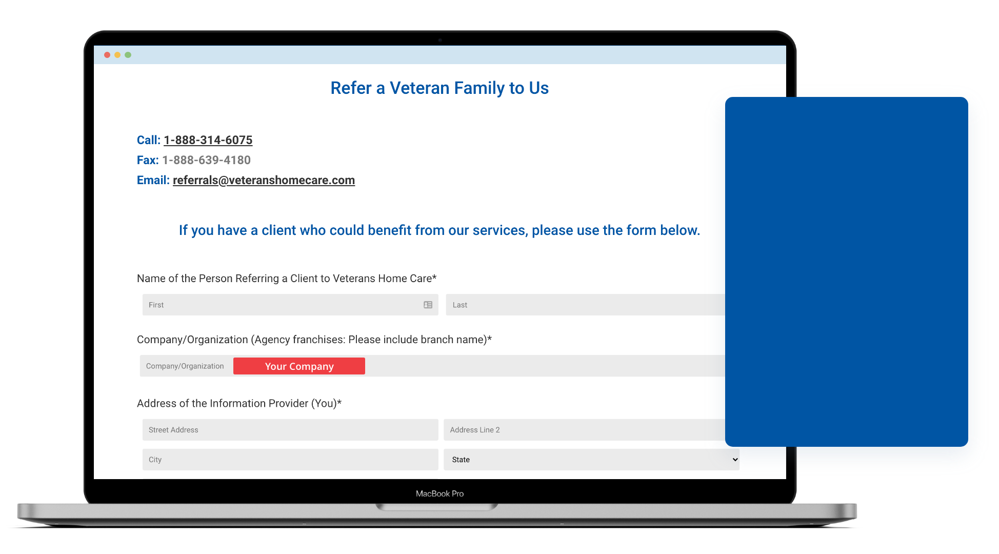 Refer a Veteran Family to Us
Call: 1-888-314-6075
Fax: 1-888-639-4180
Email: referrals@veteranshomecare.com
If you have a client who could benefit from our services, please use the form below.
Name of the Person Referring a Client to Veterans Home Care*
First Last
Company/Organization (Agency franchises: Please include branch name)*
Company/Organization Your Company
Address of the Information Provider (You)*
Street Address Address Line 2
City State
MacBook Pro